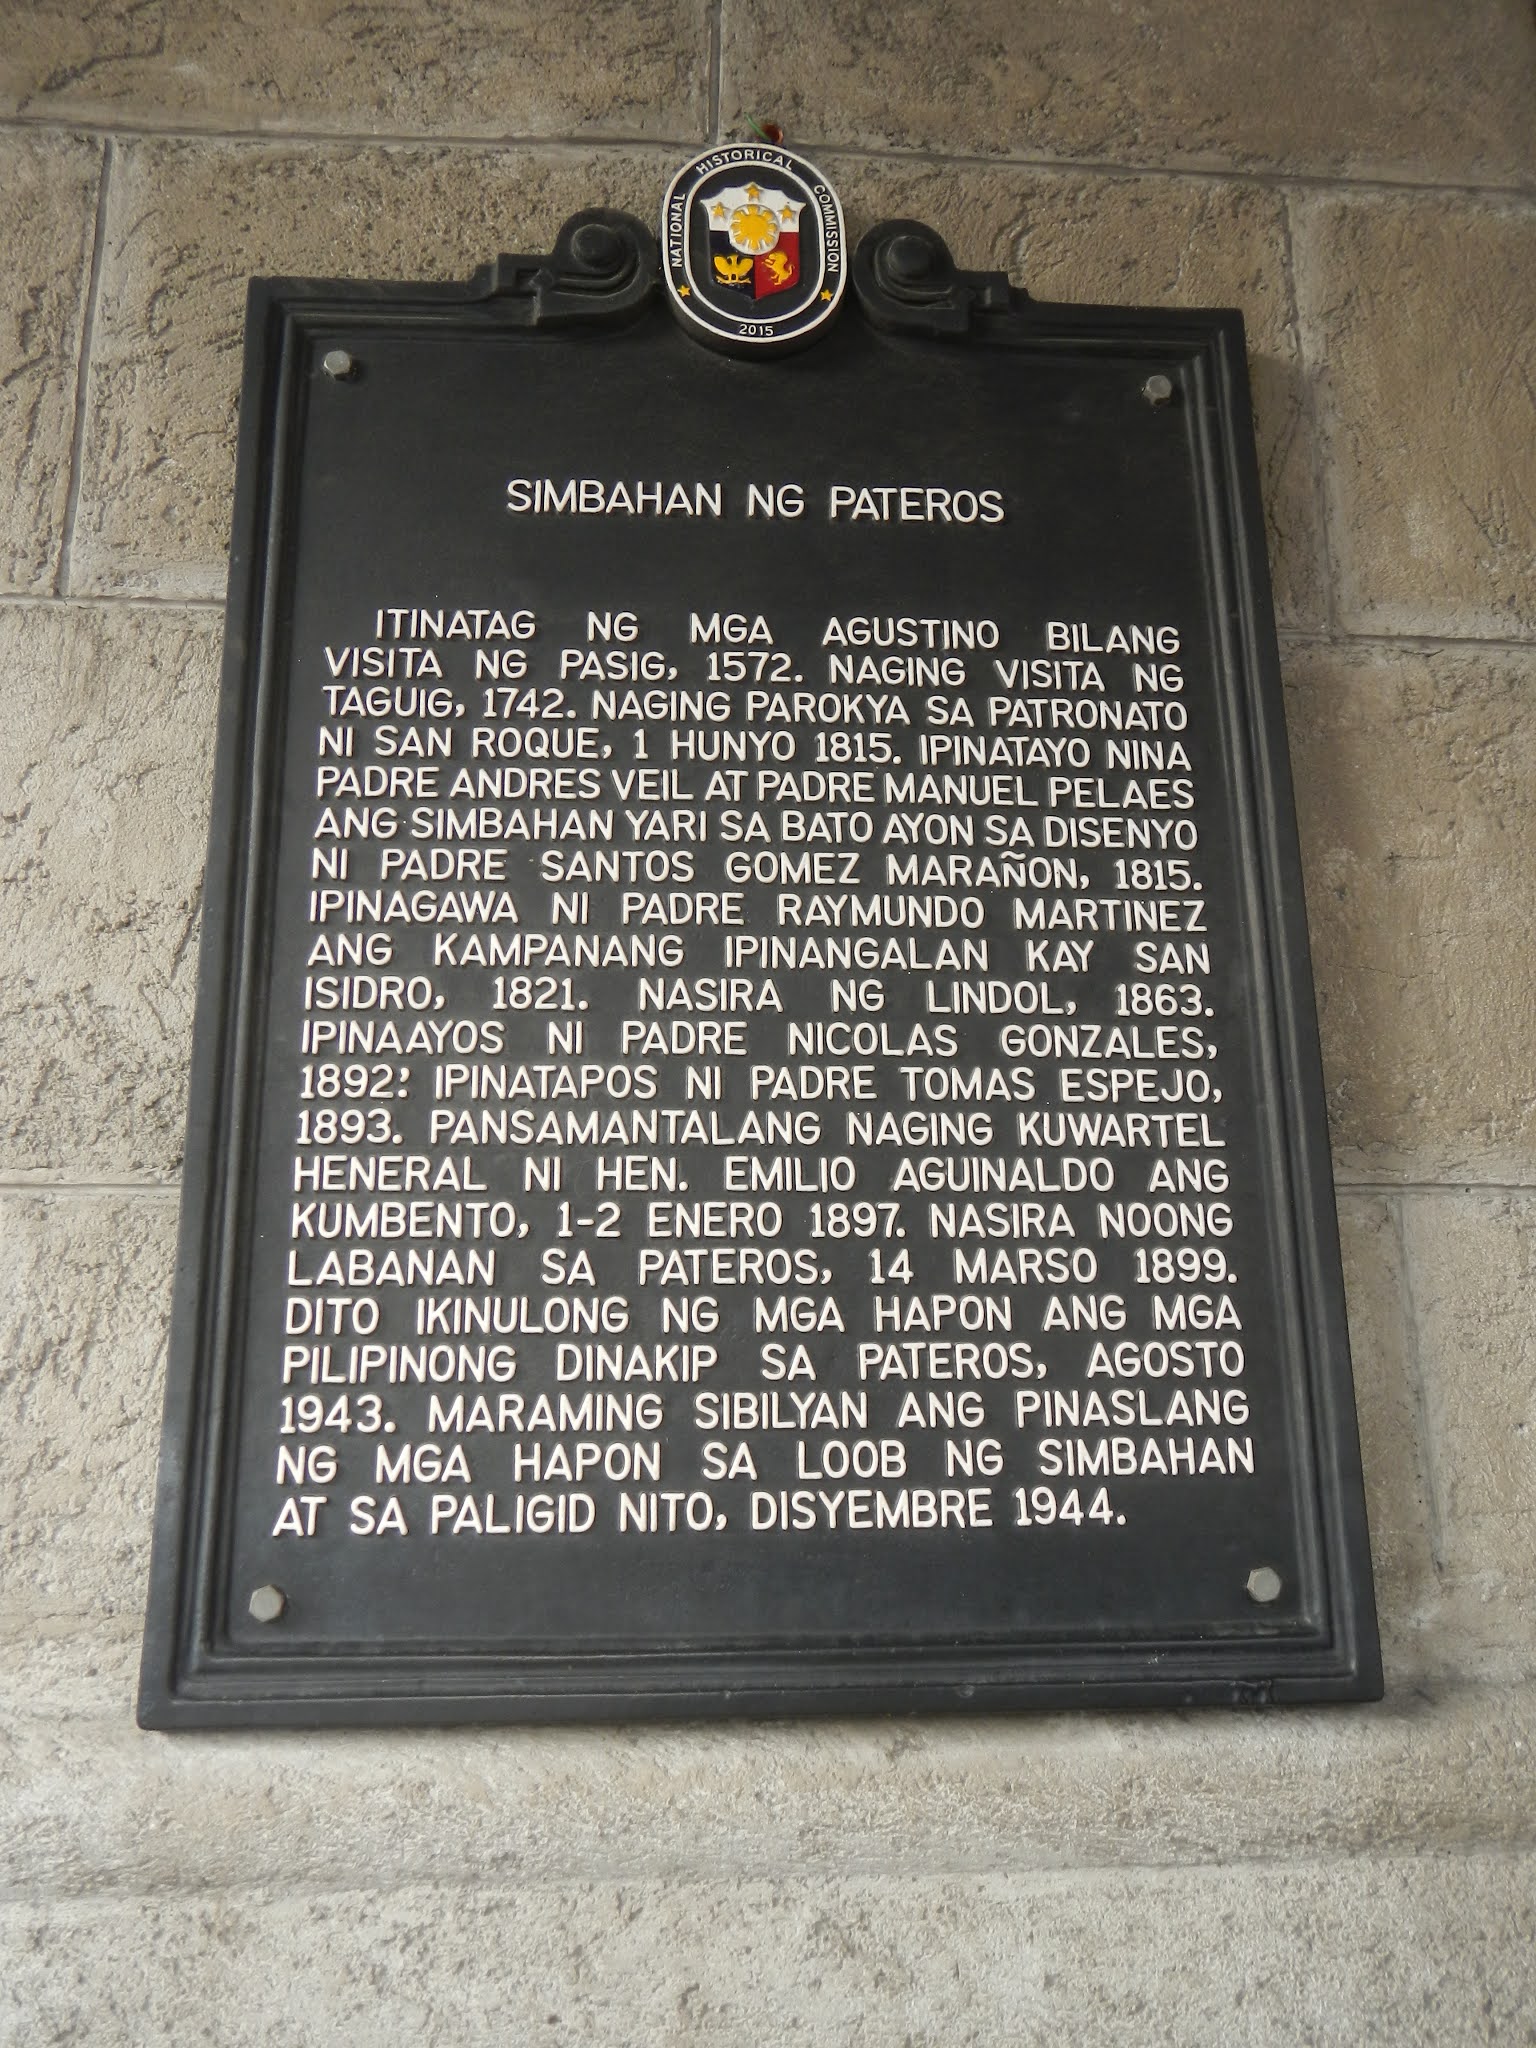 NATIONAL HISTORICAL COMMISSION
2015
SIMBAHAN NG PATEROS
ITINATAG NG MGA AGUSTINO BILANG
VISITA NG PASIG, 1572. NAGING VISITA NG
TAGUIG, 1742. NAGING PAROKYA SA PATRONATO
NI SAN ROQUE, 1 HUNYO 1815. IPINATAYO NINA
PADRE ANDRES VEIL AT PADRE MANUEL PELAES
ANG SIMBAHAN YARI SA BATO AYON SA DISENYO
NI PADRE SANTOS GOMEZ MARAÑON, 1815.
IPINAGAWA NI PADRE RAYMUNDO MARTINEZ
ANG KAMPANANG IPINANGALAN KAY SAN
ISIDRO, 1821. NASIRA NG LINDOL, 1863.
IPINAAYOS NI PADRE NICOLAS GONZALES,
1892; IPINATAPOS NI PADRE TOMAS ESPEJO,
1893. PANSAMANTALANG NAGING KUWARTEL
HENERAL NI HEN. EMILIO AGUINALDO ANG
KUMBENTO, 1-2 ENERO 1897. NASIRA NOONG
LABANAN SA PATEROS, 14 MARSO 1899.
DITO IKINULONG NG MGA HAPON ANG MGA
PILIPINONG DINAKIP SA PATEROS, AGOSTO
1943. MARAMING SIBILYAN ANG PINASLANG
NG MGA HAPON SA LOOB NG SIMBAHAN
AT SA PALIGID NITO, DISYEMBRE 1944.